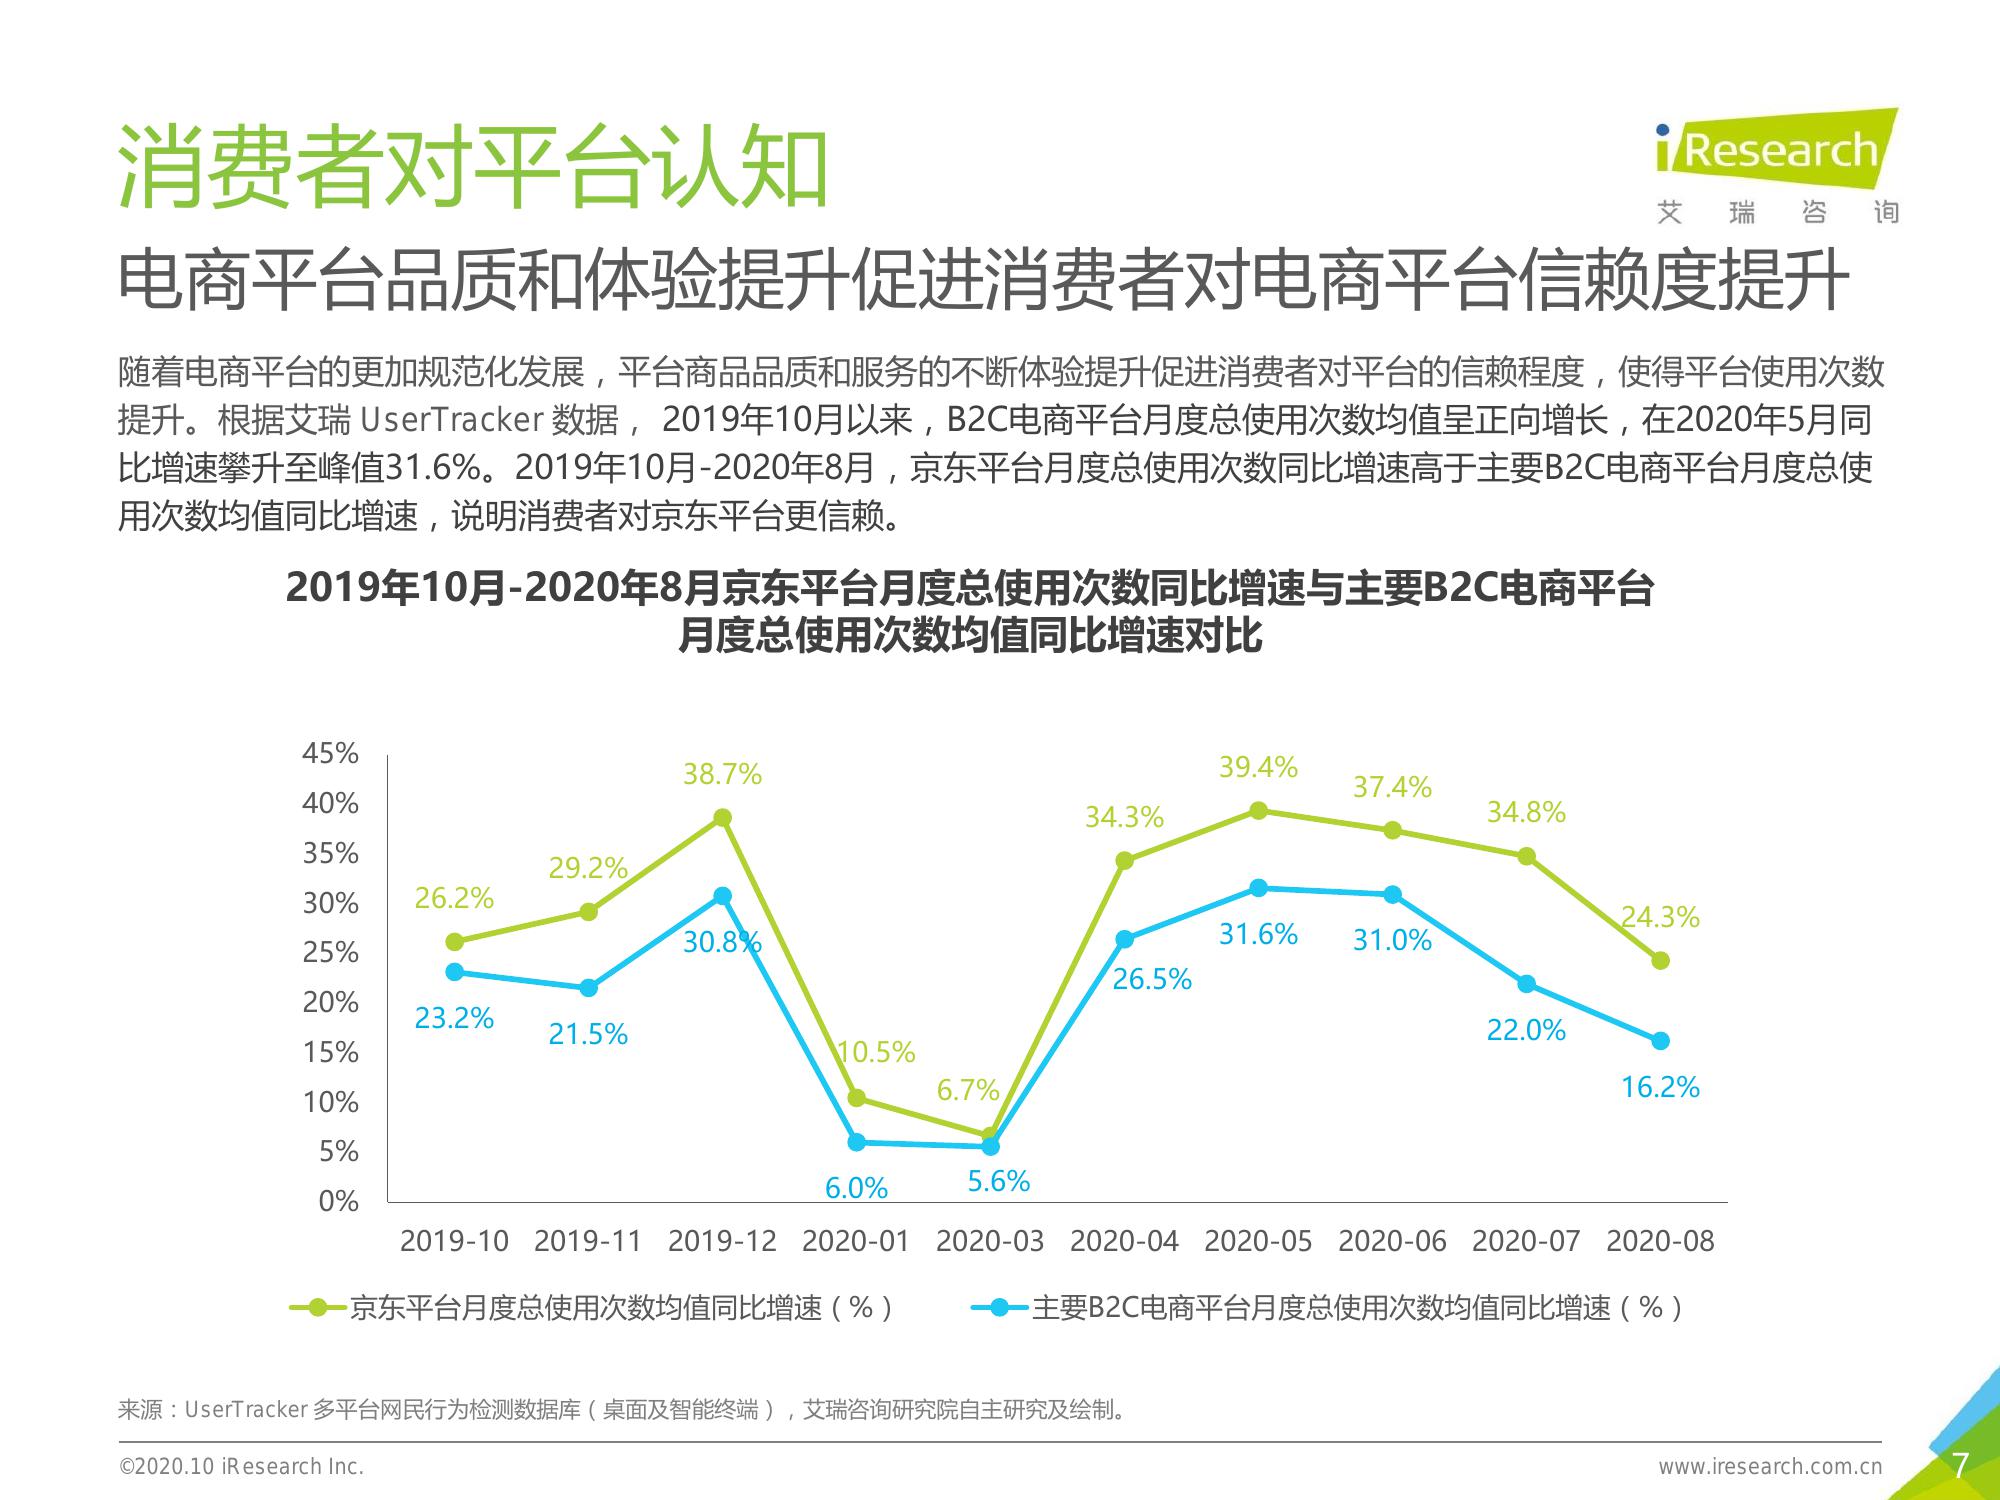 消费者对平台认知
iResearch
艾瑞咨询
电商平台品质和体验提升促进消费者对电商平台信赖度提升
随着电商平台的更加规范化发展，平台商品品质和服务的不断体验提升促进消费者对平台的信赖程度，使得平台使用次数
提升。根据艾瑞 UserTracker 数据， 2019年10月以来，B2C电商平台月度总使用次数均值呈正向增长，在2020年5月同
比增速攀升至峰值31.6%。2019年10月-2020年8月，京东平台月度总使用次数同比增速高于主要B2C电商平台月度总使
用次数均值同比增速，说明消费者对京东平台更信赖。
2019年10月-2020年8月京东平台月度总使用次数同比增速与主要B2C电商平台
月度总使用次数均值同比增速对比
45%
40%
35%
30%
25%
20%
15%
10%
5%
0%
26.2%
29.2%
38.7%
10.5%
6.7%
34.3%
39.4%
37.4%
34.8%
24.3%
23.2%
21.5%
30.8%
6.0%
5.6%
26.5%
31.6%
31.0%
22.0%
16.2%
2019-10 2019-11 2019-12 2020-01 2020-03 2020-04 2020-05 2020-06 2020-07 2020-08
京东平台月度总使用次数均值同比增速（%） 主要B2C电商平台月度总使用次数均值同比增速（%）
来源：UserTracker 多平台网民行为检测数据库（桌面及智能终端），艾瑞咨询研究院自主研究及绘制。
©2020.10 iResearch Inc. www.iresearch.com.cn 7